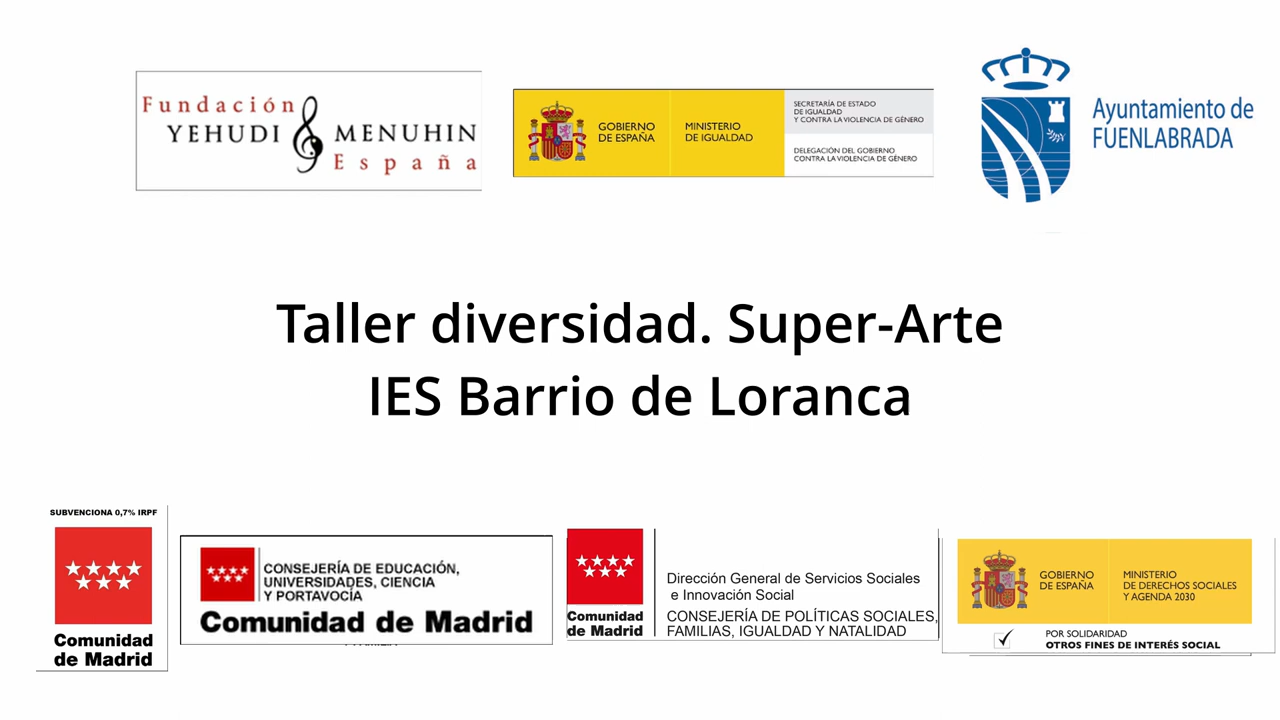 Fundación
YEHUDI MENUHIN
España
GOBIERNO
DE ESPAÑA
MINISTERIO
DE IGUALDAD
SECRETARÍA DE ESTADO
DE IGUALDAD
Y CONTRA LA VIOLENCIA DE GÉNERO
DELEGACIÓN DEL GOBIERNO
CONTRA LA VIOLENCIA DE GÉNERO
Ayuntamiento de
FUENLABRADA
Taller diversidad. Super-Arte
IES Barrio de Loranca
SUBVENCIONA 0,7% IRPF
Comunidad
de Madrid
CONSEJERÍA DE EDUCACIÓN,
UNIVERSIDADES, CIENCIA
Y PORTAVOCÍA
Comunidad de Madrid
Comunidad
de Madrid
Dirección General de Servicios Sociales
e Innovación Social
CONSEJERÍA DE POLÍTICAS SOCIALES,
FAMILIAS, IGUALDAD Y NATALIDAD
GOBIERNO
DE ESPAÑA
MINISTERIO
DE DERECHOS SOCIALES
Y AGENDA 2030
POR SOLIDARIDAD
OTROS FINES DE INTERÉS SOCIAL